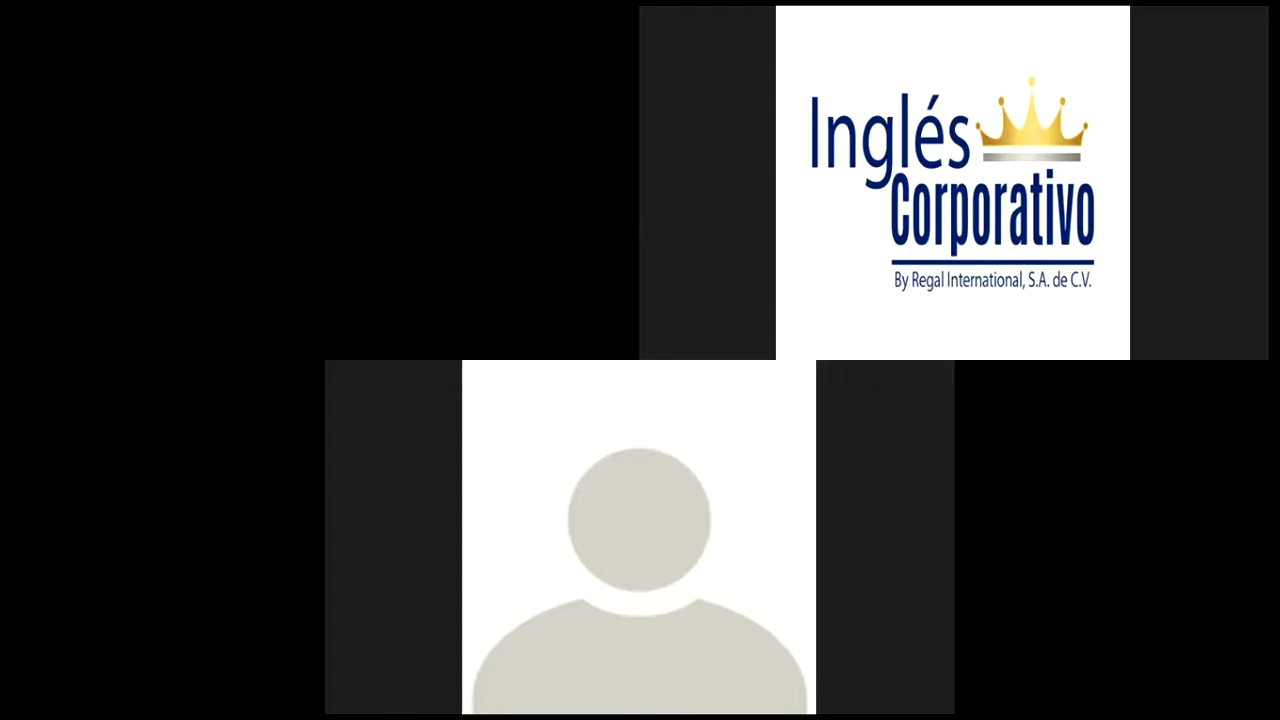 Inglés
Corporativo
By Regal International, S.A. de C.V.